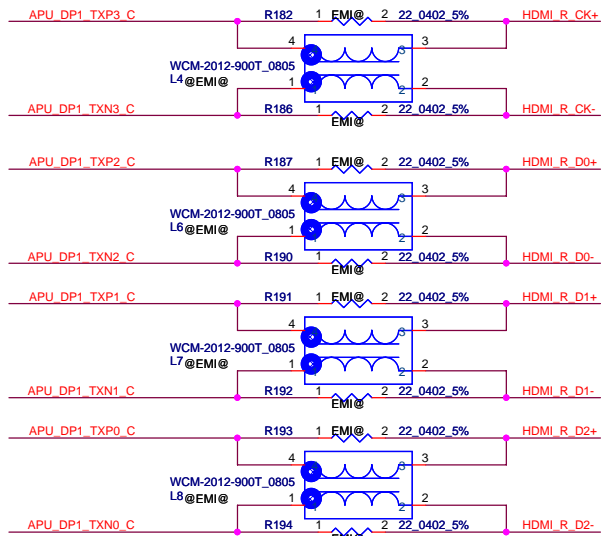 APU_DP1_TXP3_C R182 1 EMI@ 2 22_0402_5% HDMI_R_CK+
4 3
WCM-2012-900T_0805
L4@EMI@ 1 2
APU_DP1_TXN3_C R186 1 EMI@ 2 22_0402_5% HDMI_R_CK-
APU_DP1_TXP2_C R187 1 EMI@ 2 22_0402_5% HDMI_R_D0+
4 3
WCM-2012-900T_0805
L6@EMI@ 1 2
APU_DP1_TXN2_C R190 1 EMI@ 2 22_0402_5% HDMI_R_D0-
APU_DP1_TXP1_C R191 1 EMI@ 2 22_0402_5% HDMI_R_D1+
4 3
WCM-2012-900T_0805
L7@EMI@ 1 2
APU_DP1_TXN1_C R192 1 EMI@ 2 22_0402_5% HDMI_R_D1-
APU_DP1_TXP0_C R193 1 EMI@ 2 22_0402_5% HDMI_R_D2+
4 3
WCM-2012-900T_0805
L8@EMI@ 1 2
APU_DP1_TXN0_C R194 1 EMI@ 2 22_0402_5% HDMI_R_D2-